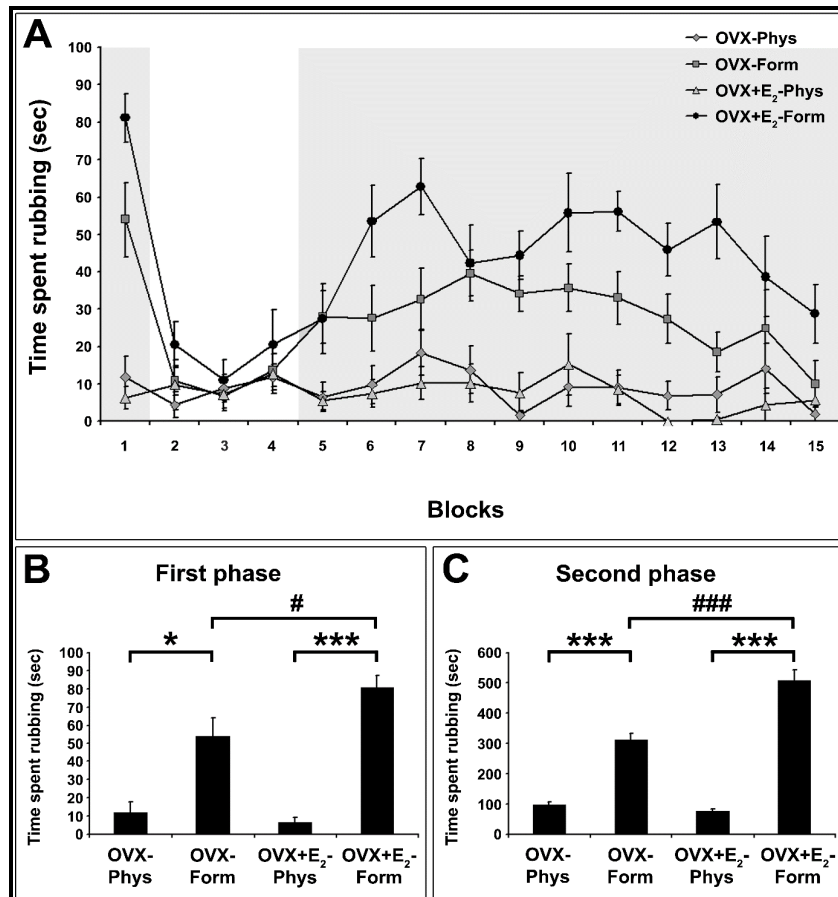 A
OVX-Phys
OVX-Form
OVX+E₂-Phys
OVX+E₂-Form
Time spent rubbing (sec)
100
90
80
70
60
50
40
30
20
10
0
1 2 3 4 5 6 7 8 9 10 11 12 13 14 15
Blocks
B
First phase
#
* ***
Time spent rubbing (sec)
100
90
80
70
60
50
40
30
20
10
0
OVX-Phys
OVX-Form
OVX+E₂-Phys
OVX+E₂-Form
C
Second phase
###
*** ***
Time spent rubbing (sec)
600
500
400
300
200
100
0
OVX-Phys
OVX-Form
OVX+E₂-Phys
OVX+E₂-Form